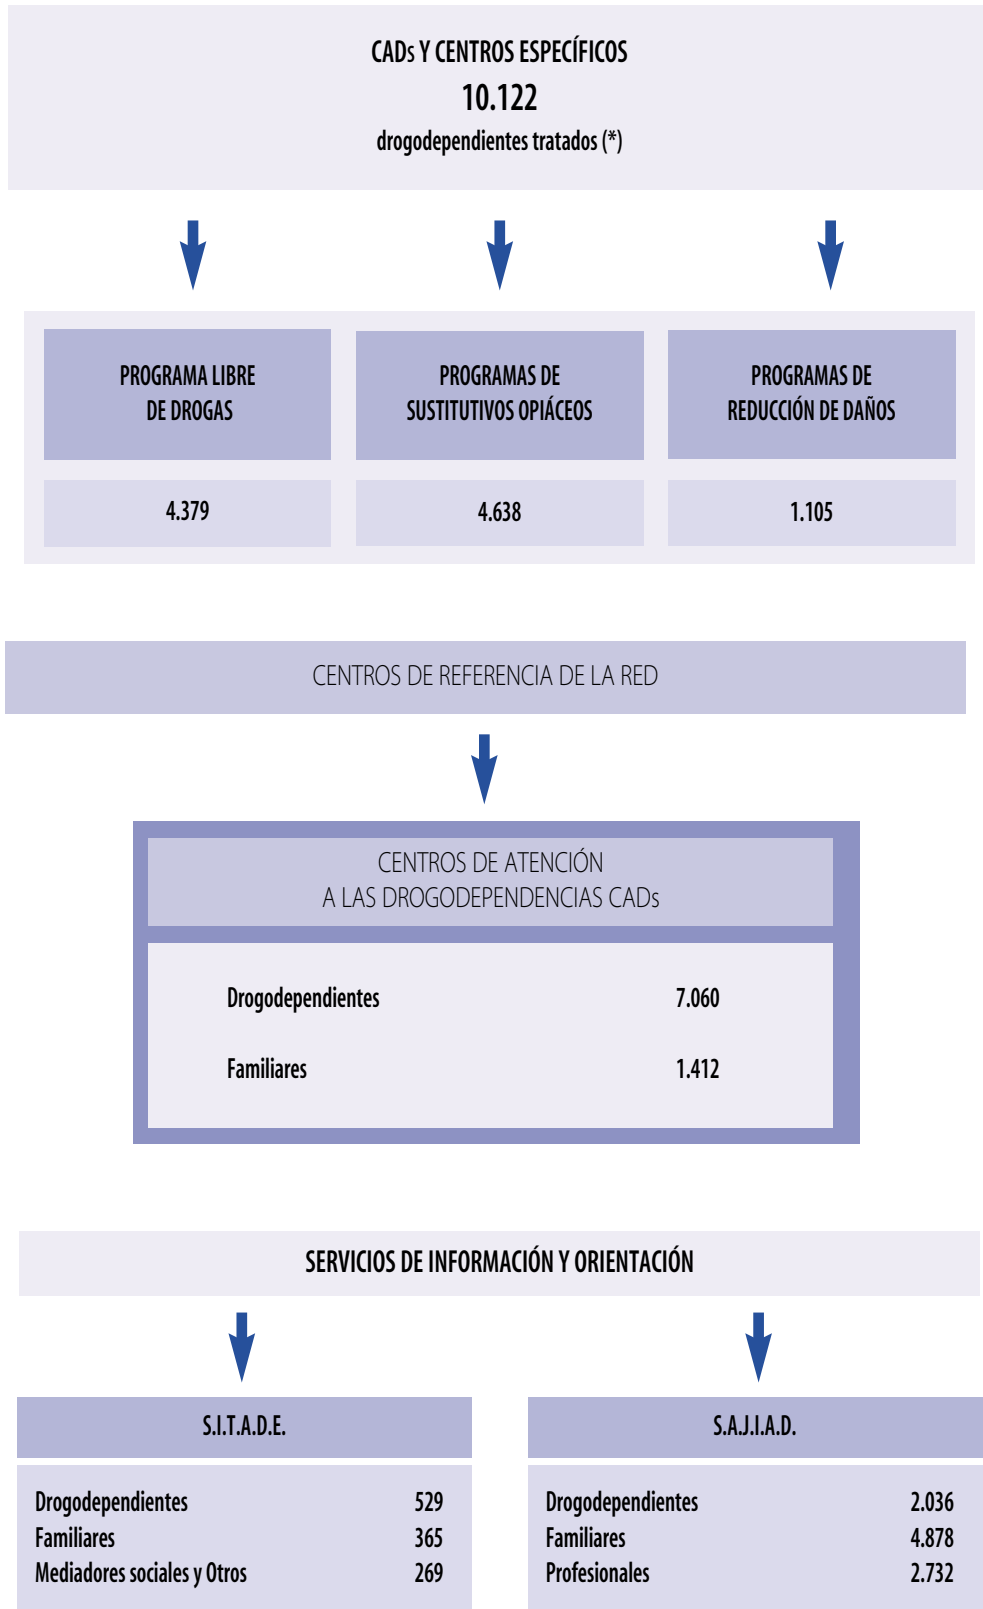 CADs Y CENTROS ESPECÍFICOS
10.122
drogodependientes tratados (*)
PROGRAMA LIBRE
DE DROGAS
4.379
PROGRAMAS DE
SUSTITUTIVOS OPIÁCEOS
4.638
PROGRAMAS DE
REDUCCIÓN DE DAÑOS
1.105
CENTROS DE REFERENCIA DE LA RED
CENTROS DE ATENCIÓN
A LAS DROGODEPENDENCIAS CADs
Drogodependientes 7.060
Familiares 1.412
SERVICIOS DE INFORMACIÓN Y ORIENTACIÓN
S.I.T.A.D.E.
Drogodependientes 529
Familiares 365
Mediadores sociales y Otros 269
S.A.J.I.A.D.
Drogodependientes 2.036
Familiares 4.878
Profesionales 2.732